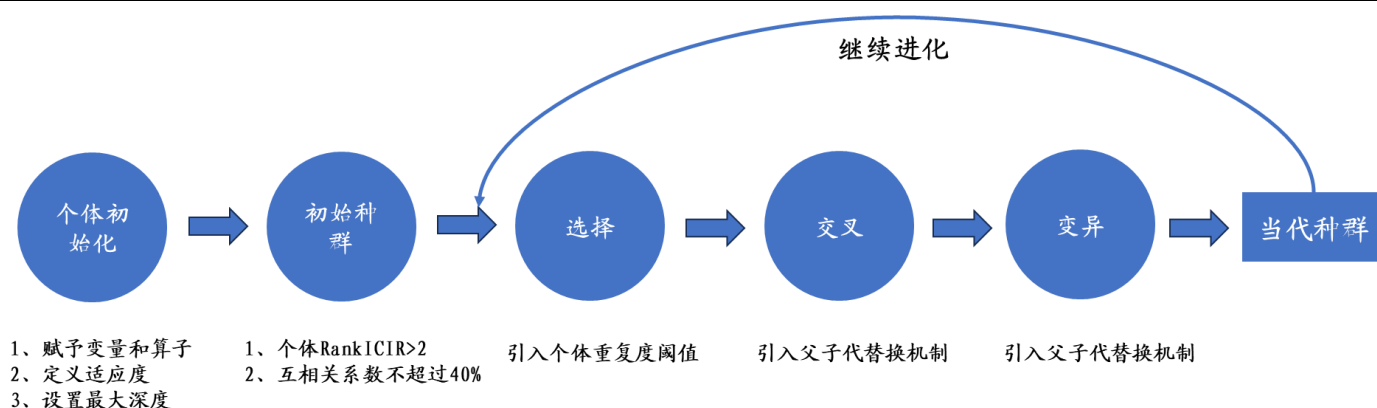 继续进化
个体初
始化
初始种
群
选择
交叉
变异
当代种群
1、赋予变量和算子
2、定义适应度
3、设置最大深度
1、个体RankICIR>2
2、互相关系数不超过40%
引入个体重复度阈值
引入父子代替换机制
引入父子代替换机制